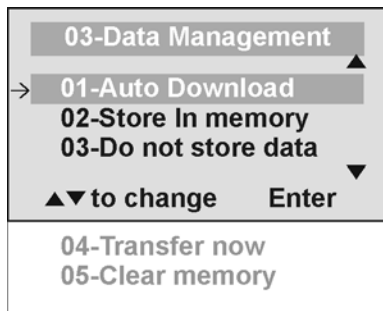 03-Data Management
01-Auto Download
02-Store In memory
03-Do not store data
▲▼ to change Enter
04-Transfer now
05-Clear memory